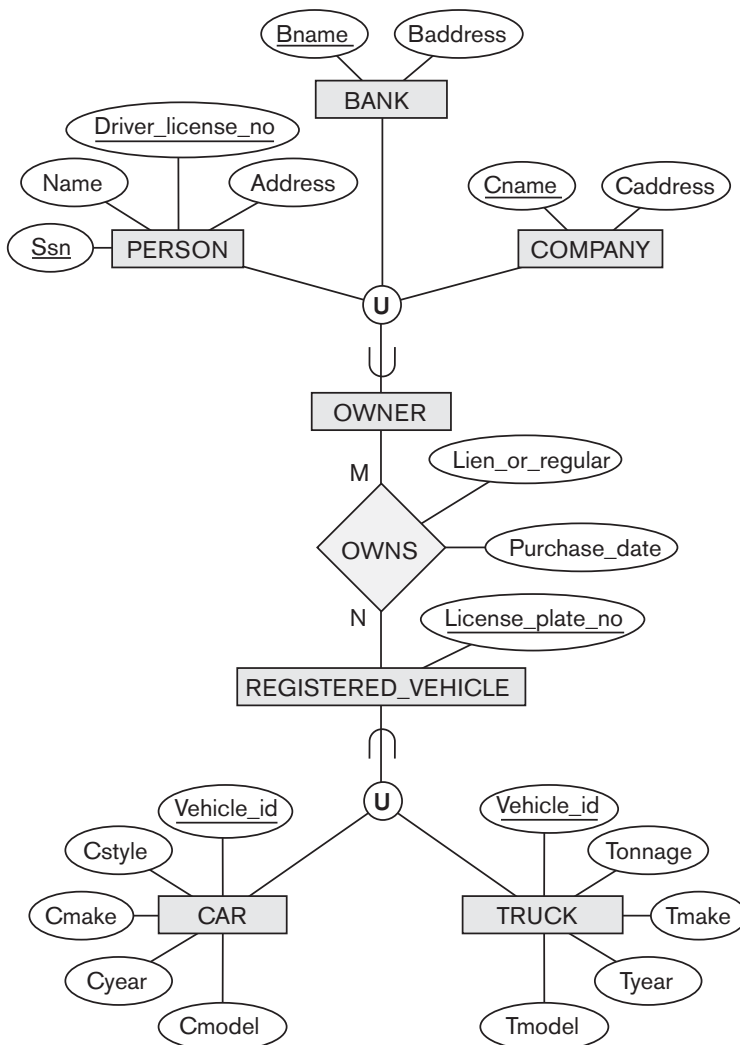 Bname
Baddress
BANK
Driver_license_no
Name
Address
Cname
Caddress
Ssn
PERSON
COMPANY
U
OWNER
M
Lien_or_regular
OWNS
Purchase_date
N
License_plate_no
REGISTERED_VEHICLE
U
Vehicle_id
Vehicle_id
Cstyle
Tonnage
Cmake
CAR
TRUCK
Tmake
Cyear
Tyear
Cmodel
Tmodel